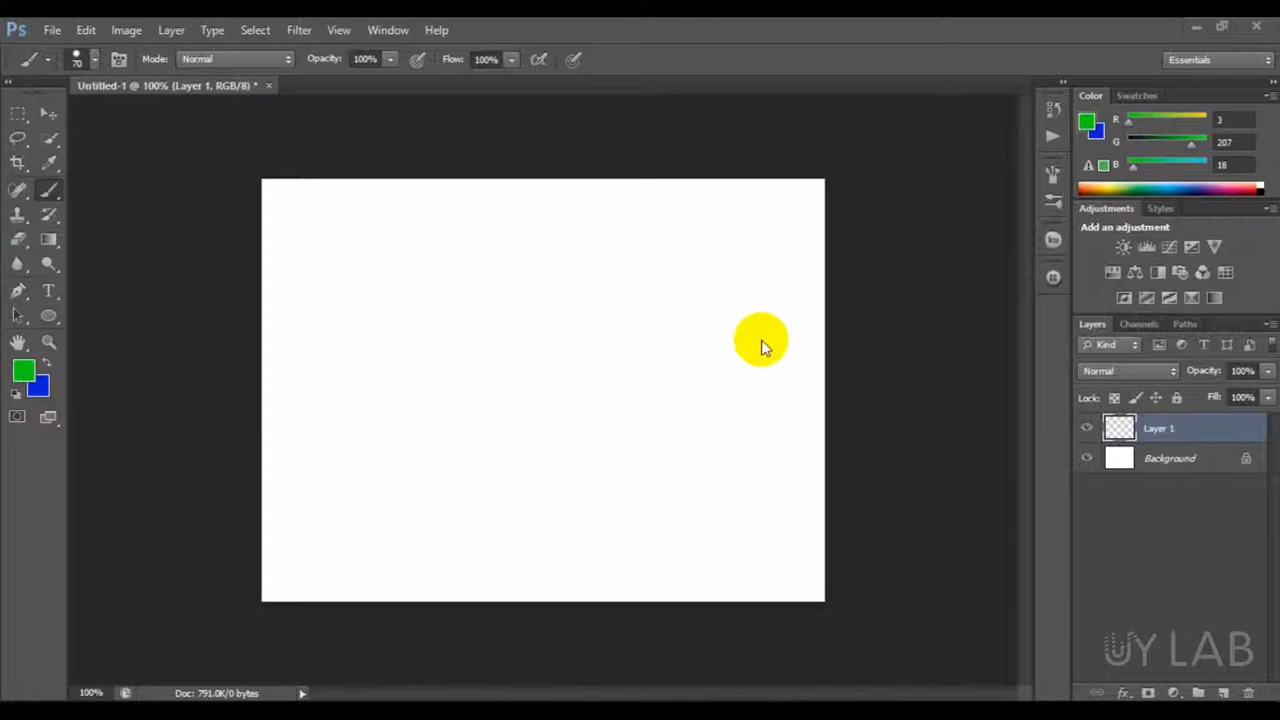 Ps File Edit Image Layer Type Select Filter View Window Help
70 Mode: Normal Opacity: 100% Flow: 100% Essentials
Untitled-1 @ 100% (Layer 1, RGB/8) * ×
Color Swatches
R 3
G 207
B 18
Adjustments Styles
Add an adjustment
Layers Channels Paths
Kind
Normal Opacity: 100%
Lock: Fill: 100%
Layer 1
Background
UY LAB
100% Doc: 791.0K/0 bytes